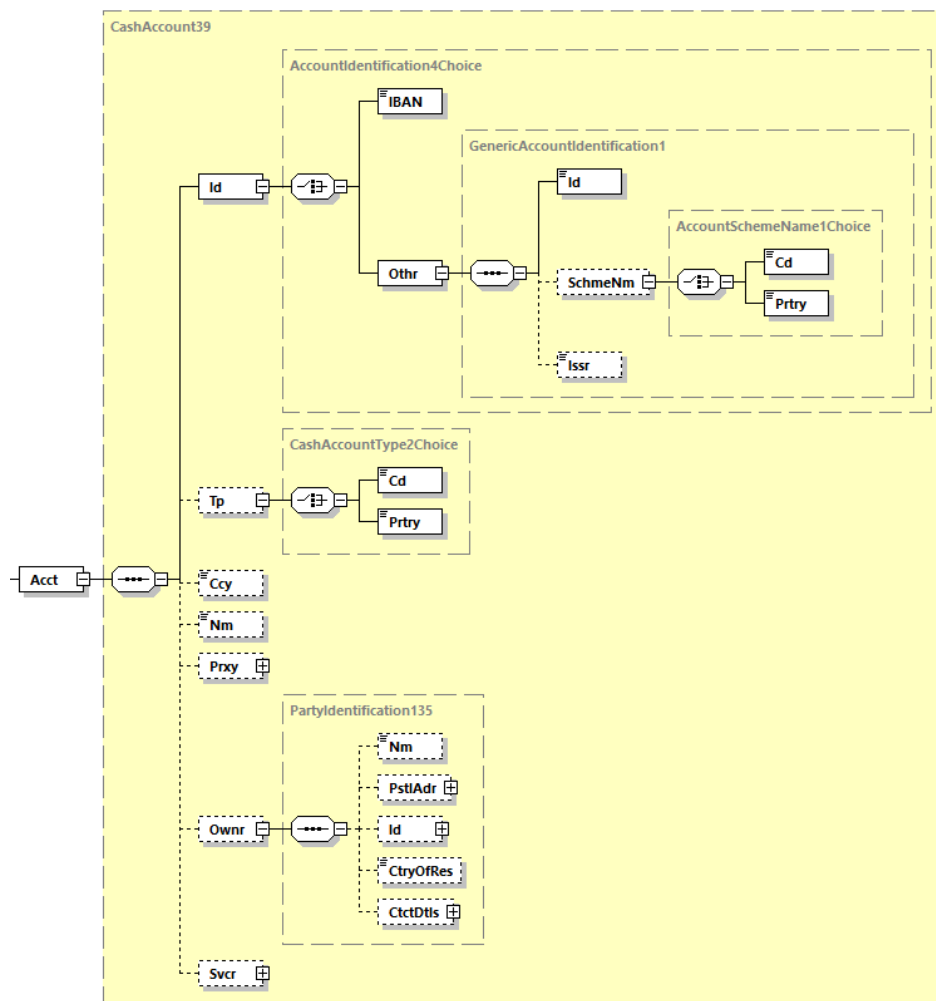 CashAccount39
AccountIdentification4Choice
IBAN
GenericAccountIdentification1
Id
Id
AccountSchemeName1Choice
Cd
Othr
SchmeNm
Prtry
Issr
CashAccountType2Choice
Cd
Tp
Prtry
Acct
Ccy
Nm
Prxy
PartyIdentification135
Nm
PstlAdr
Ownr
Id
CtryOfRes
CtctDtls
Svcr